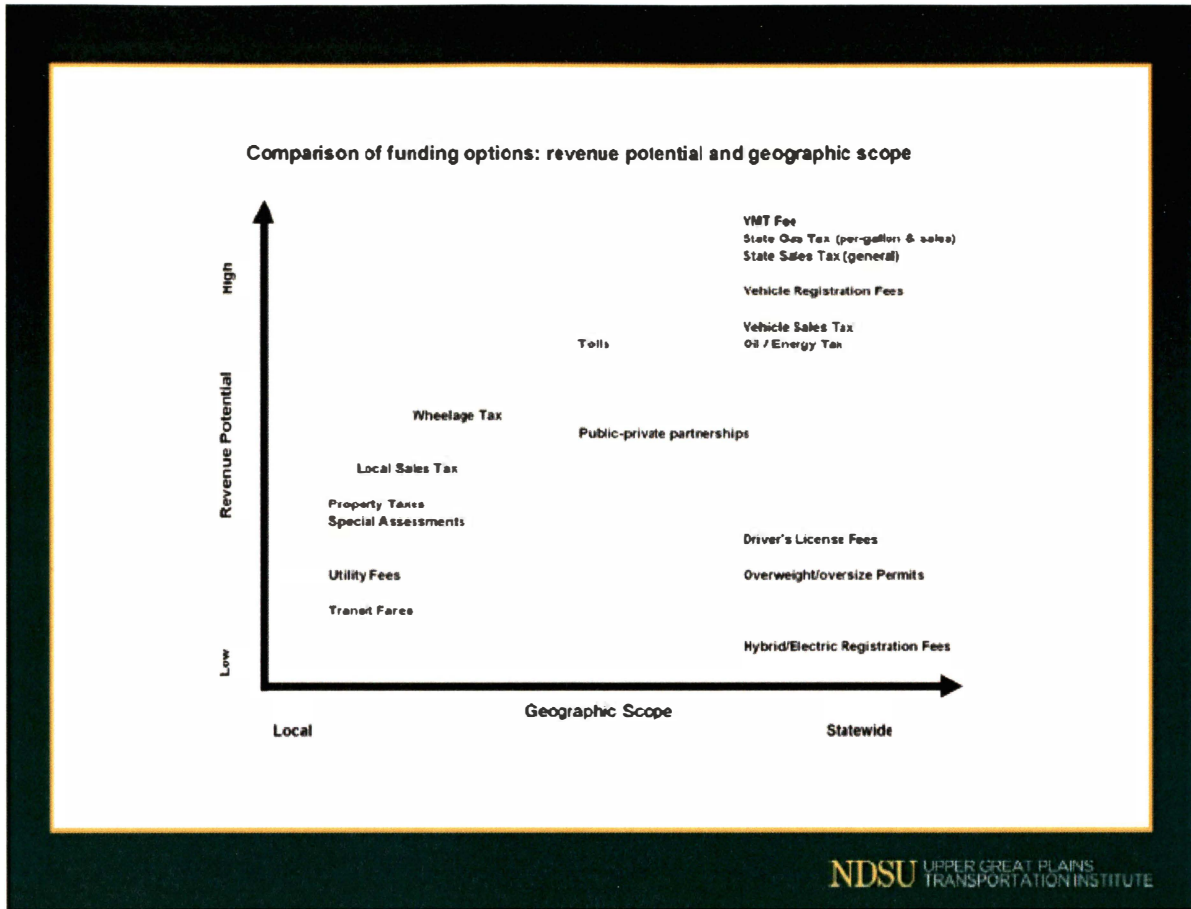 Comparison of funding options: revenue potential and geographic scope
VMT Fee
State Gas Tax (per-gallon & sales)
State Sales Tax (general)
High
Vehicle Registration Fees
Vehicle Sales Tax
Tolls
Oil / Energy Tax
Revenue Potential
Wheelage Tax
Public-private partnerships
Local Sales Tax
Property Taxes
Special Assessments
Driver's License Fees
Utility Fees
Overweight/oversize Permits
Transit Fares
Low
Hybrid/Electric Registration Fees
Geographic Scope
Local
Statewide
NDSU UPPER GREAT PLAINS
TRANSPORTATION INSTITUTE